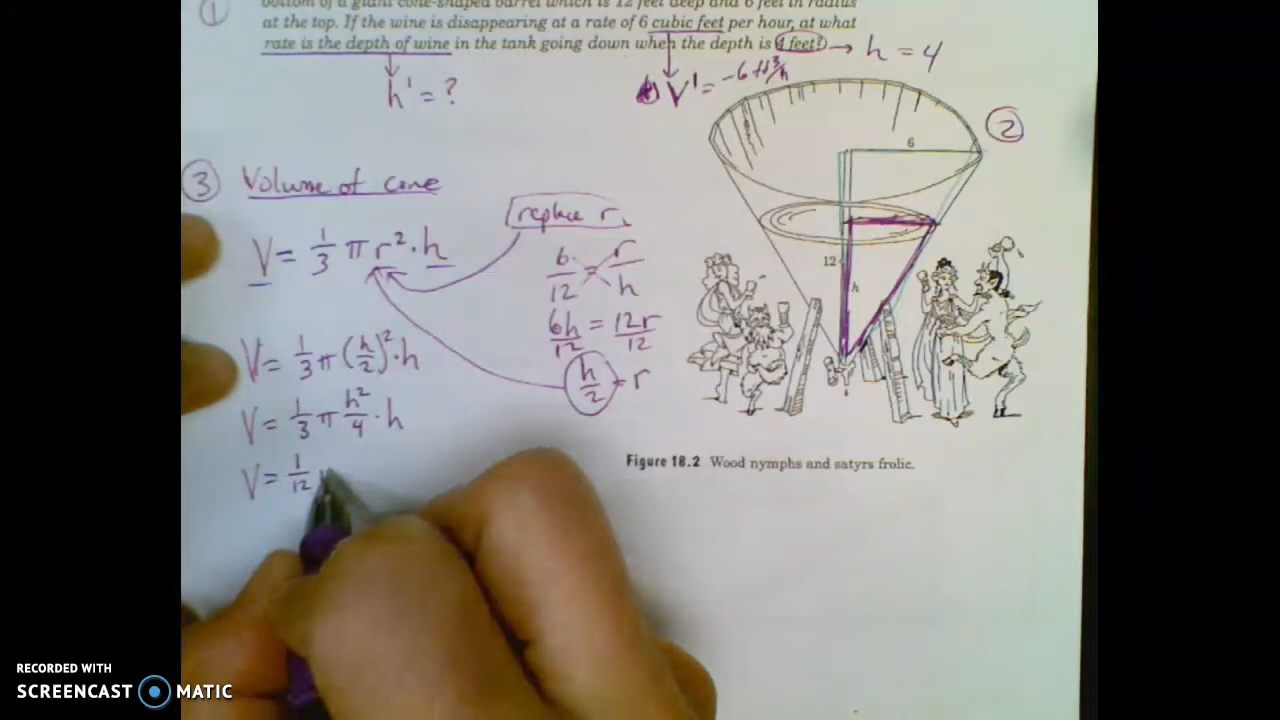 ①
bottom of a giant cone-shaped barrel which is 12 feet deep and 6 feet in radius
at the top. If the wine is disappearing at a rate of 6 cubic feet per hour, at what
rate is the depth of wine in the tank going down when the depth is 4 feet? → h = 4
h' = ?
V' = -6 ft³/h
②
6
12
h
③ Volume of cone
V = 1/3 π r² · h
replace r
6/12 = r/h
6h/12 = 12r/12
h/2 = r
V = 1/3 π (h/2)² · h
V = 1/3 π h²/4 · h
V = 1/12
Figure 18.2 Wood nymphs and satyrs frolic.
RECORDED WITH
SCREENCAST MATIC